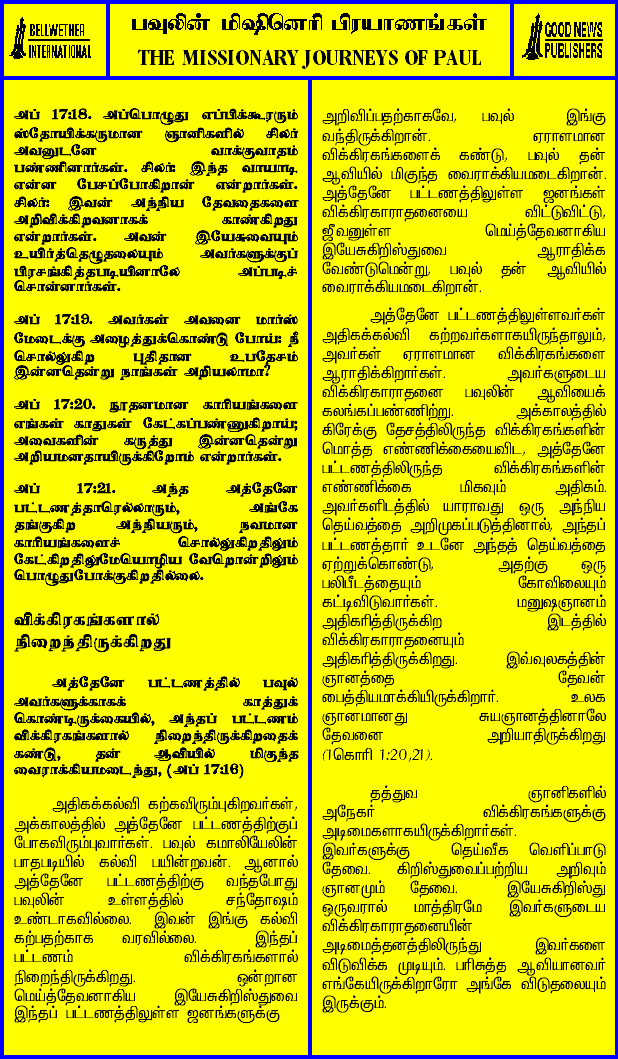 BELLWETHER
INTERNATIONAL
பவுலின் மிஷினெரி பிரயாணங்கள்
THE MISSIONARY JOURNEYS OF PAUL
GOOD NEWS
PUBLISHERS
அப் 17:18. அப்பொழுது எப்பிக்கூரரும்
ஸ்தோயிக்கருமான ஞானிகளில் சிலர்
அவனுடனே வாக்குவாதம்
பண்ணினார்கள். சிலர்: இந்த வாயாடி
என்ன பேசப்போகிறான் என்றார்கள்.
சிலர்: இவன் அந்நிய தேவதைகளை
அறிவிக்கிறவனாகக் காண்கிறது
என்றார்கள். அவன் இயேசுவையும்
உயிர்த்தெழுதலையும் அவர்களுக்குப்
பிரசங்கித்தபடியினாலே அப்படிச்
சொன்னார்கள்.
அப் 17:19. அவர்கள் அவனை மார்ஸ்
மேடைக்கு அழைத்துக்கொண்டு போய்: நீ
சொல்லுகிற புதிதான உபதேசம்
இன்னதென்று நாங்கள் அறியலாமா?
அப் 17:20. நூதனமான காரியங்களை
எங்கள் காதுகள் கேட்கப்பண்ணுகிறாய்;
அவைகளின் கருத்து இன்னதென்று
அறியமனதாயிருக்கிறோம் என்றார்கள்.
அப் 17:21. அந்த அத்தேனே
பட்டணத்தாரெல்லாரும், அங்கே
தங்குகிற அந்நியரும், நவமான
காரியங்களைச் சொல்லுகிறதிலும்
கேட்கிறதிலுமேயொழிய வேறொன்றிலும்
பொழுதுபோக்குகிறதில்லை.
விக்கிரகங்களால்
நிறைந்திருக்கிறது
அத்தேனே பட்டணத்தில் பவுல்
அவர்களுக்காகக் காத்துக்
கொண்டிருக்கையில், அந்தப் பட்டணம்
விக்கிரகங்களால் நிறைந்திருக்கிறதைக்
கண்டு, தன் ஆவியில் மிகுந்த
வைராக்கியமடைந்து, (அப் 17:16)
அதிகக்கல்வி கற்கவிரும்புகிறவர்கள்,
அக்காலத்தில் அத்தேனே பட்டணத்திற்குப்
போகவிரும்புவார்கள். பவுல் கமாலியேலின்
பாதபடியில் கல்வி பயின்றவன். ஆனால்
அத்தேனே பட்டணத்திற்கு வந்தபோது
பவுலின் உள்ளத்தில் சந்தோஷம்
உண்டாகவில்லை. இவன் இங்கு கல்வி
கற்பதற்காக வரவில்லை. இந்தப்
பட்டணம் விக்கிரகங்களால்
நிறைந்திருக்கிறது. ஒன்றான
மெய்த்தேவனாகிய இயேசுகிறிஸ்துவை
இந்தப் பட்டணத்திலுள்ள ஜனங்களுக்கு
அறிவிப்பதற்காகவே, பவுல் இங்கு
வந்திருக்கிறான். ஏராளமான
விக்கிரகங்களைக் கண்டு, பவுல் தன்
ஆவியில் மிகுந்த வைராக்கியமடைகிறான்.
அத்தேனே பட்டணத்திலுள்ள ஜனங்கள்
விக்கிரகாராதனையை விட்டுவிட்டு,
ஜீவனுள்ள மெய்த்தேவனாகிய
இயேசுகிறிஸ்துவை ஆராதிக்க
வேண்டுமென்று, பவுல் தன் ஆவியில்
வைராக்கியமடைகிறான்.
அத்தேனே பட்டணத்திலுள்ளவர்கள்
அதிகக்கல்வி கற்றவர்களாகயிருந்தாலும்,
அவர்கள் ஏராளமான விக்கிரகங்களை
ஆராதிக்கிறார்கள். அவர்களுடைய
விக்கிரகாராதனை பவுலின் ஆவியைக்
கலங்கப்பண்ணிற்று. அக்காலத்தில்
கிரேக்கு தேசத்திலிருந்த விக்கிரகங்களின்
மொத்த எண்ணிக்கையைவிட, அத்தேனே
பட்டணத்திலிருந்த விக்கிரகங்களின்
எண்ணிக்கை மிகவும் அதிகம்.
அவர்களிடத்தில் யாராவது ஒரு அந்நிய
தெய்வத்தை அறிமுகப்படுத்தினால், அந்தப்
பட்டணத்தார் உடனே அந்தத் தெய்வத்தை
ஏற்றுக்கொண்டு, அதற்கு ஒரு
பலிபீடத்தையும் கோவிலையும்
கட்டிவிடுவார்கள். மனுஷஞானம்
அதிகரித்திருக்கிற இடத்தில்
விக்கிரகாராதனையும்
அதிகரித்திருக்கிறது. இவ்வுலகத்தின்
ஞானத்தை தேவன்
பைத்தியமாக்கியிருக்கிறார். உலக
ஞானமானது சுயஞானத்தினாலே
தேவனை அறியாதிருக்கிறது
(1கொரி 1:20,21).
தத்துவ ஞானிகளில்
அநேகர் விக்கிரகங்களுக்கு
அடிமைகளாகயிருக்கிறார்கள்.
இவர்களுக்கு தெய்வீக வெளிப்பாடு
தேவை. கிறிஸ்துவைப்பற்றிய அறிவும்
ஞானமும் தேவை. இயேசுகிறிஸ்து
ஒருவரால் மாத்திரமே இவர்களுடைய
விக்கிரகாராதனையின்
அடிமைத்தனத்திலிருந்து இவர்களை
விடுவிக்க முடியும். பரிசுத்த ஆவியானவர்
எங்கேயிருக்கிறாரோ அங்கே விடுதலையும்
இருக்கும்.